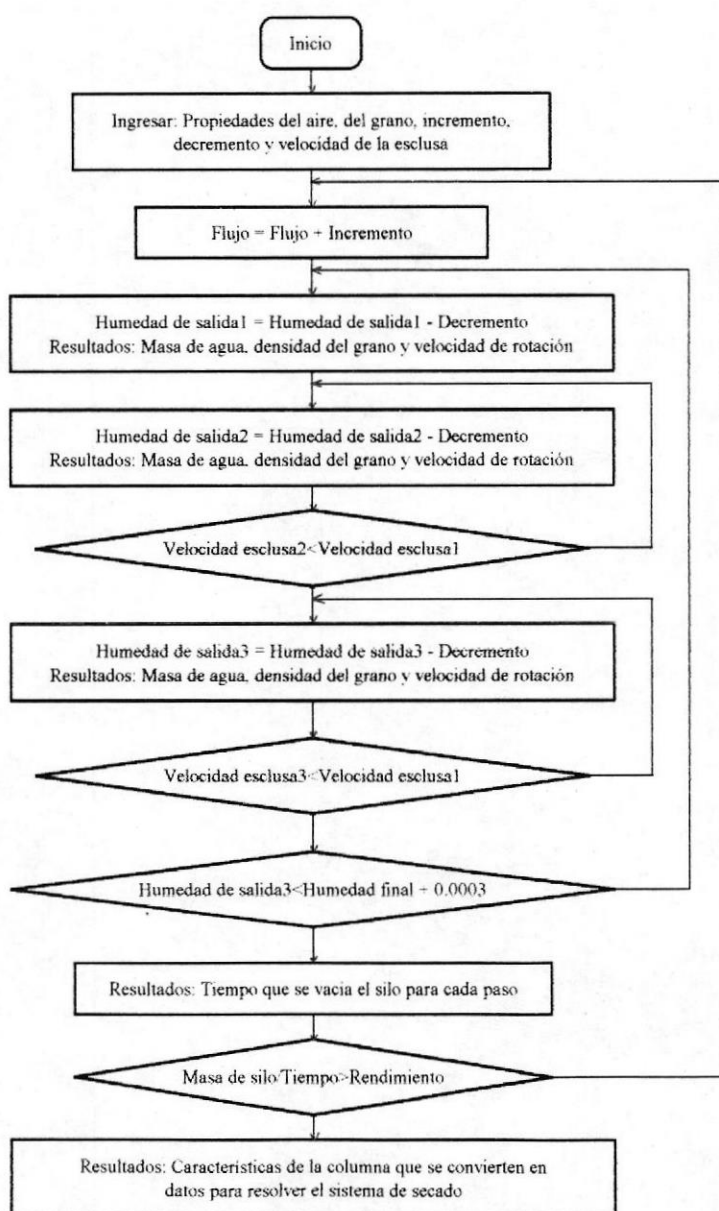 Inicio
Ingresar: Propiedades del aire, del grano, incremento,
decremento y velocidad de la esclusa
Flujo = Flujo + Incremento
Humedad de salida1 = Humedad de salida1 - Decremento
Resultados: Masa de agua, densidad del grano y velocidad de rotación
Humedad de salida2 = Humedad de salida2 - Decremento
Resultados: Masa de agua, densidad del grano y velocidad de rotación
Velocidad esclusa2<Velocidad esclusa1
Humedad de salida3 = Humedad de salida3 - Decremento
Resultados: Masa de agua, densidad del grano y velocidad de rotación
Velocidad esclusa3<Velocidad esclusa1
Humedad de salida3<Humedad final + 0.0003
Resultados: Tiempo que se vacia el silo para cada paso
Masa de silo/Tiempo>Rendimiento
Resultados: Características de la columna que se convierten en
datos para resolver el sistema de secado